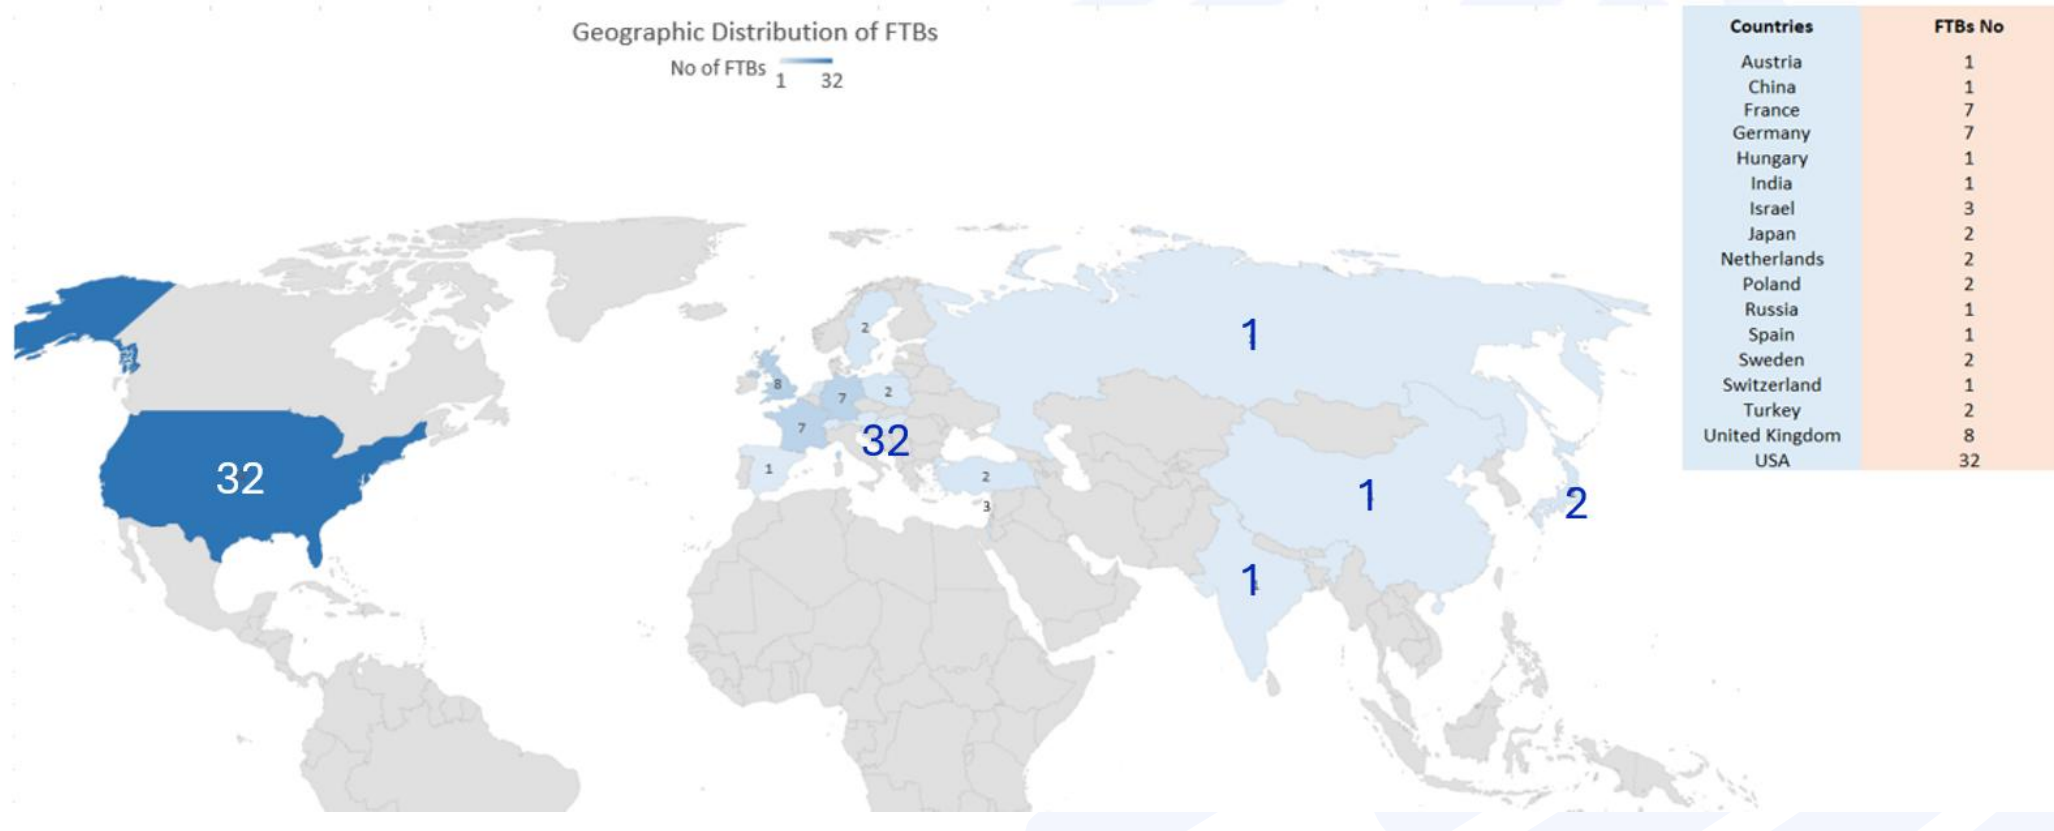 Geographic Distribution of FTBs
No of FTBs
1 32
Countries FTBs No
Austria 1
China 1
France 7
Germany 7
Hungary 1
India 1
Israel 3
Japan 2
Netherlands 2
Poland 2
Russia 1
Spain 1
Sweden 2
Switzerland 1
Turkey 2
United Kingdom 8
USA 32
2
1
8
7
2
7
32
1
32
2
3
1
2
1